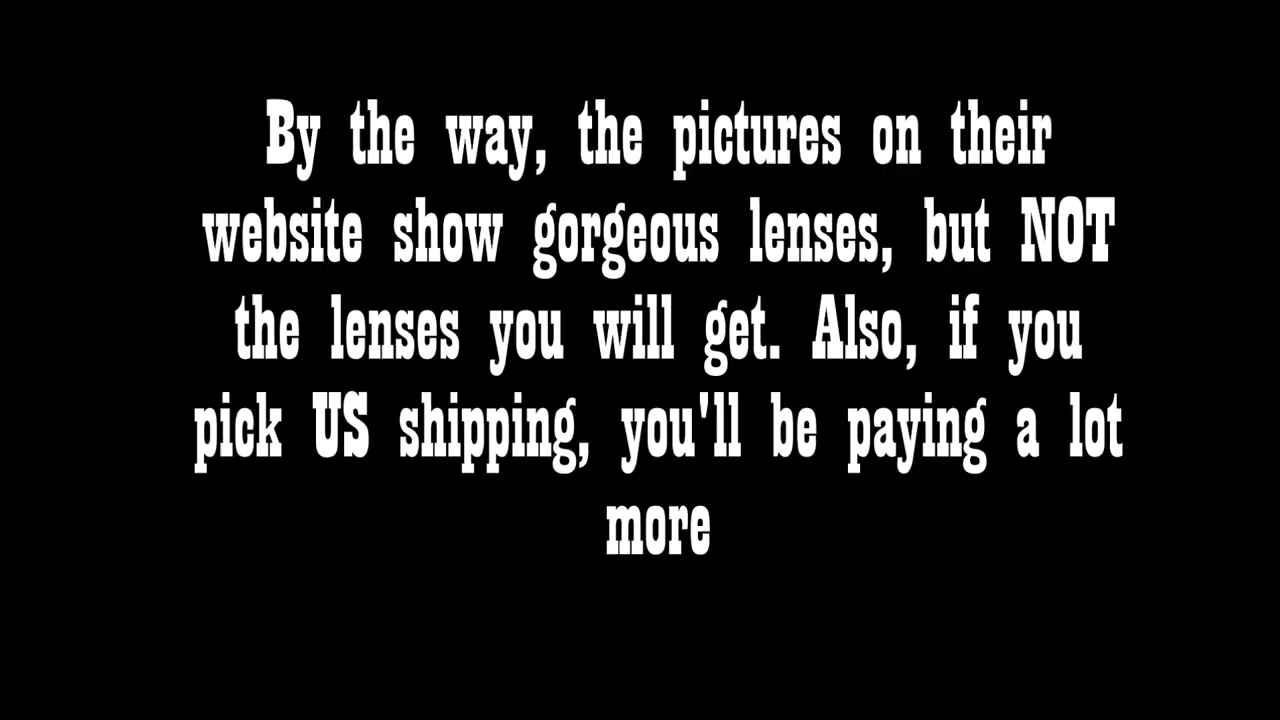 By the way, the pictures on their
website show gorgeous lenses, but NOT
the lenses you will get. Also, if you
pick US shipping, you'll be paying a lot
more